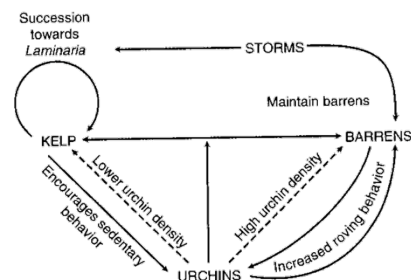 Succession
towards
Laminaria
STORMS
Maintain barrens
KELP
BARRENS
Lower urchin density
High urchin density
Encourages sedentary
behavior
Increased roving behavior
URCHINS